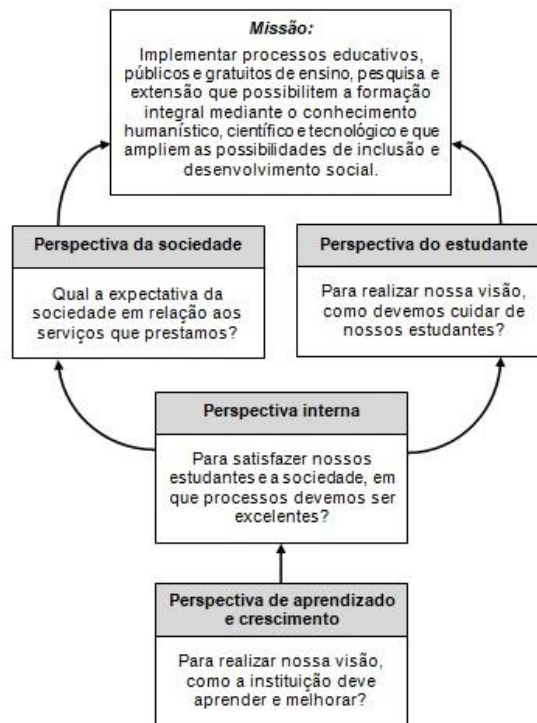 Missão:
Implementar processos educativos,
públicos e gratuitos de ensino, pesquisa e
extensão que possibilitem a formação
integral mediante o conhecimento
humanístico, científico e tecnológico e que
ampliem as possibilidades de inclusão e
desenvolvimento social.
Perspectiva da sociedade
Qual a expectativa da
sociedade em relação aos
serviços que prestamos?
Perspectiva do estudante
Para realizar nossa visão,
como devemos cuidar de
nossos estudantes?
Perspectiva interna
Para satisfazer nossos
estudantes e a sociedade, em
que processos devemos ser
excelentes?
Perspectiva de aprendizado
e crescimento
Para realizar nossa visão,
como a instituição deve
aprender e melhorar?